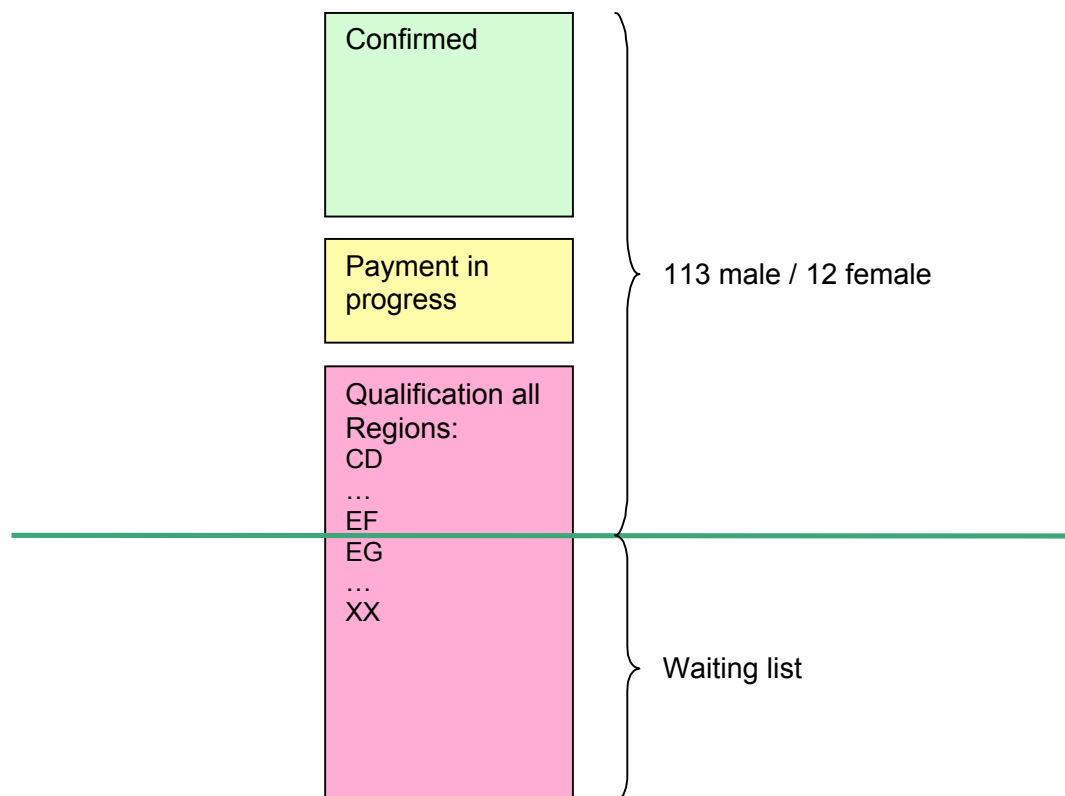 Confirmed
Payment in
progress
113 male / 12 female
Qualification all
Regions:
CD
…
EF
EG
…
XX
Waiting list